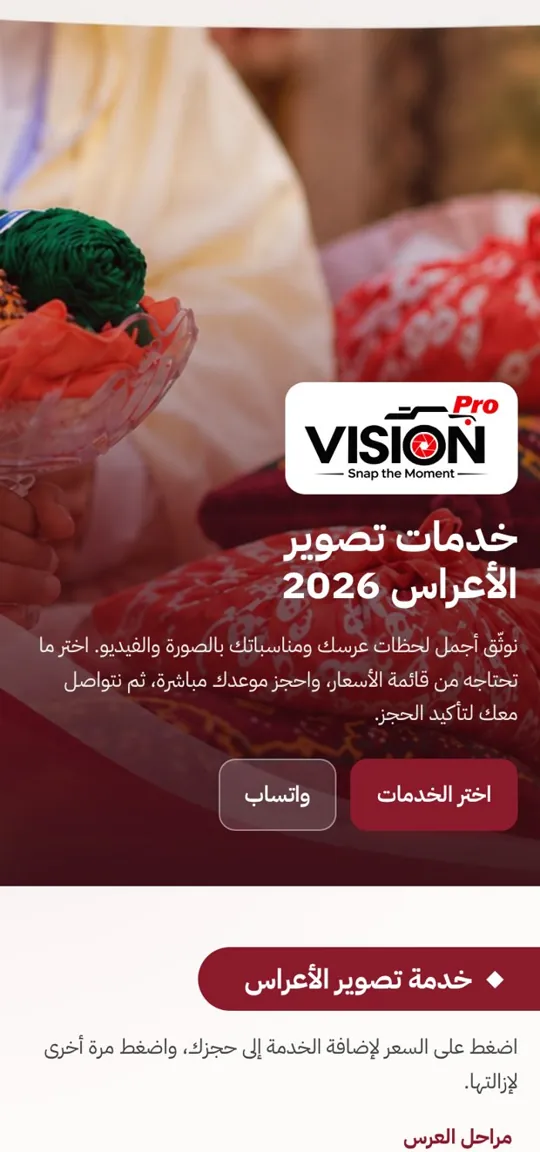 VISION Pro
Snap the Moment
خدمات تصوير
الأعراس 2026
نوثّق أجمل لحظات عرسك ومناسباتك بالصورة والفيديو. اختر ما
تحتاجه من قائمة الأسعار، واحجز موعدك مباشرة، ثم نتواصل
معك لتأكيد الحجز.
اختر الخدمات
واتساب
خدمة تصوير الأعراس
اضغط على السعر لإضافة الخدمة إلى حجزك، واضغط مرة أخرى
لإزالتها.
مراحل العرس